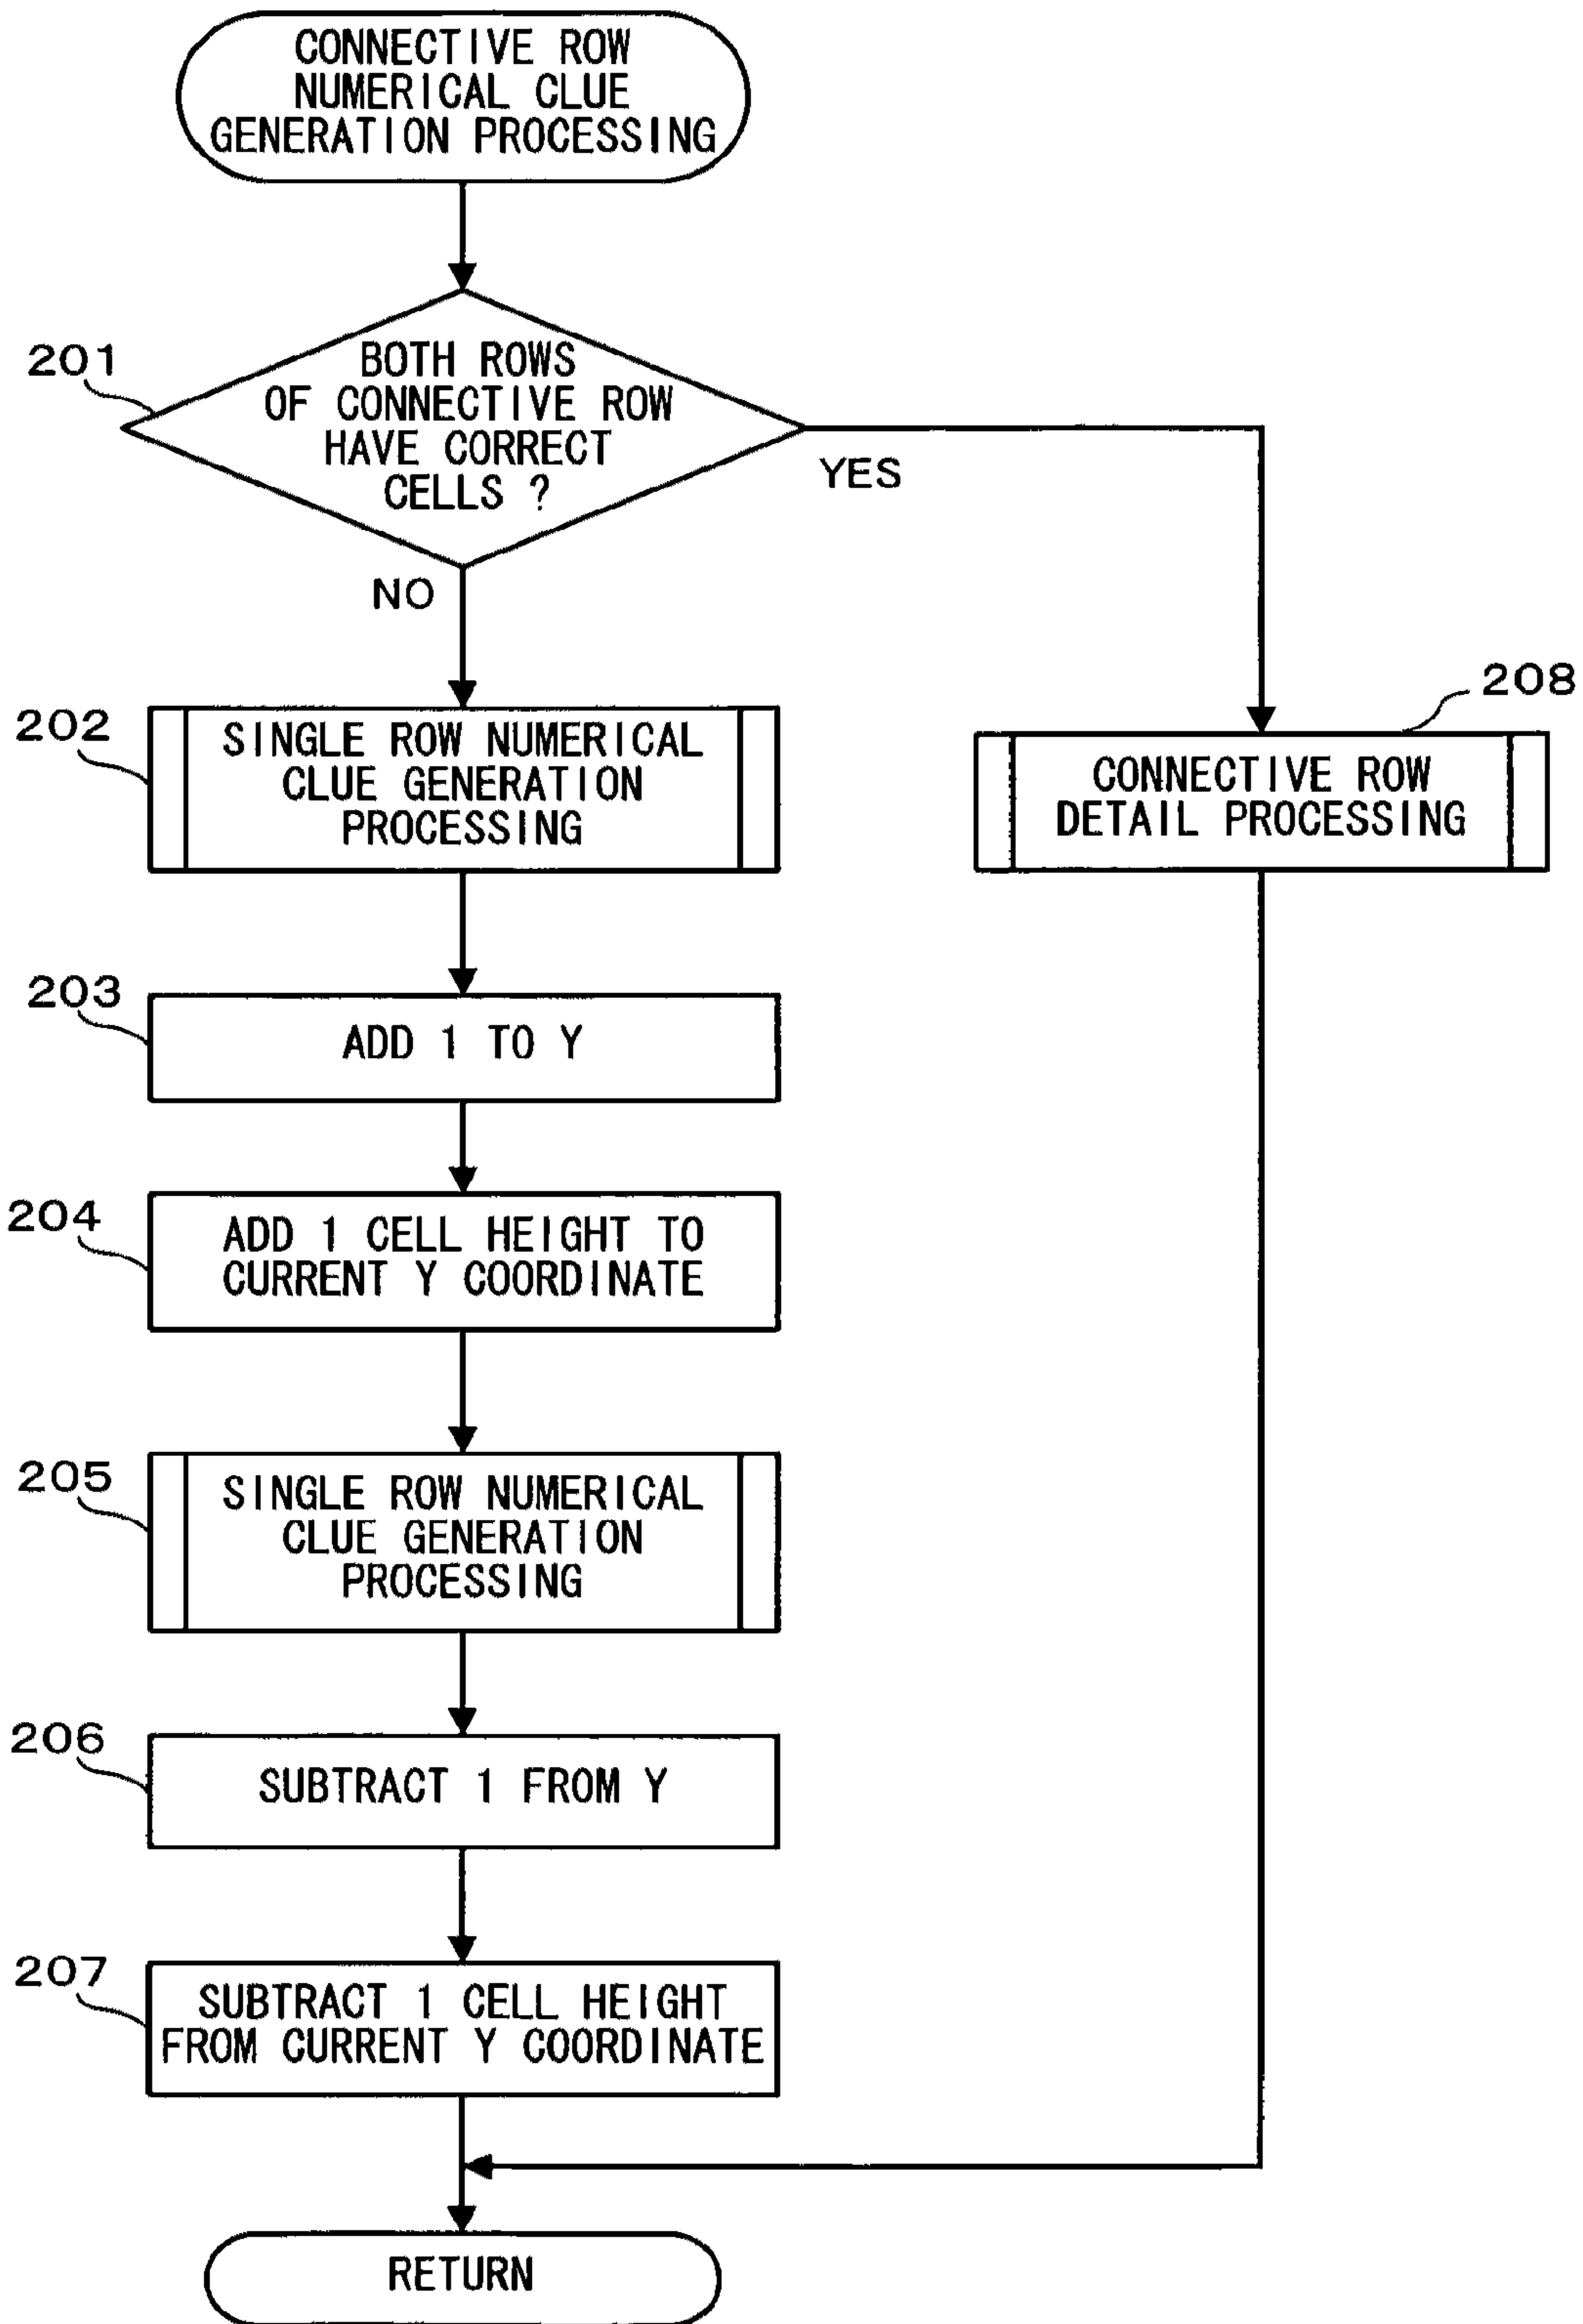 CONNECTIVE ROW
NUMERICAL CLUE
GENERATION PROCESSING
201
BOTH ROWS
OF CONNECTIVE ROW
HAVE CORRECT
CELLS ?
YES
NO
208
202
SINGLE ROW NUMERICAL
CLUE GENERATION
PROCESSING
CONNECTIVE ROW
DETAIL PROCESSING
203
ADD 1 TO Y
204
ADD 1 CELL HEIGHT TO
CURRENT Y COORDINATE
205
SINGLE ROW NUMERICAL
CLUE GENERATION
PROCESSING
206
SUBTRACT 1 FROM Y
207
SUBTRACT 1 CELL HEIGHT
FROM CURRENT Y COORDINATE
RETURN